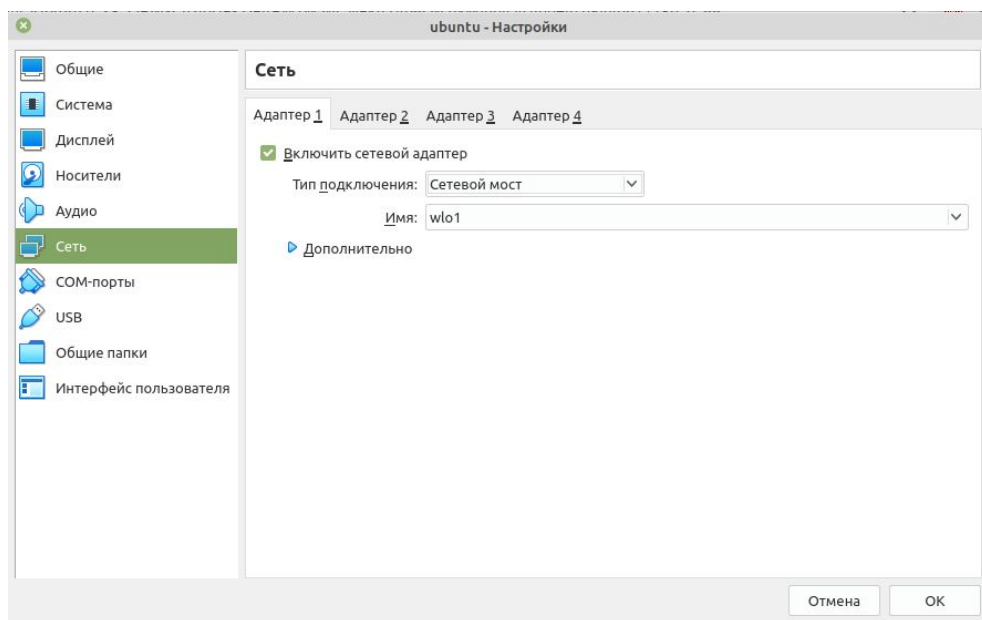 ubuntu - Настройки
Общие
Система
Дисплей
Носители
Аудио
Сеть
COM-порты
USB
Общие папки
Интерфейс пользователя
Сеть
Адаптер 1 Адаптер 2 Адаптер 3 Адаптер 4
Включить сетевой адаптер
Тип подключения: Сетевой мост
Имя: wlo1
Дополнительно
Отмена OK